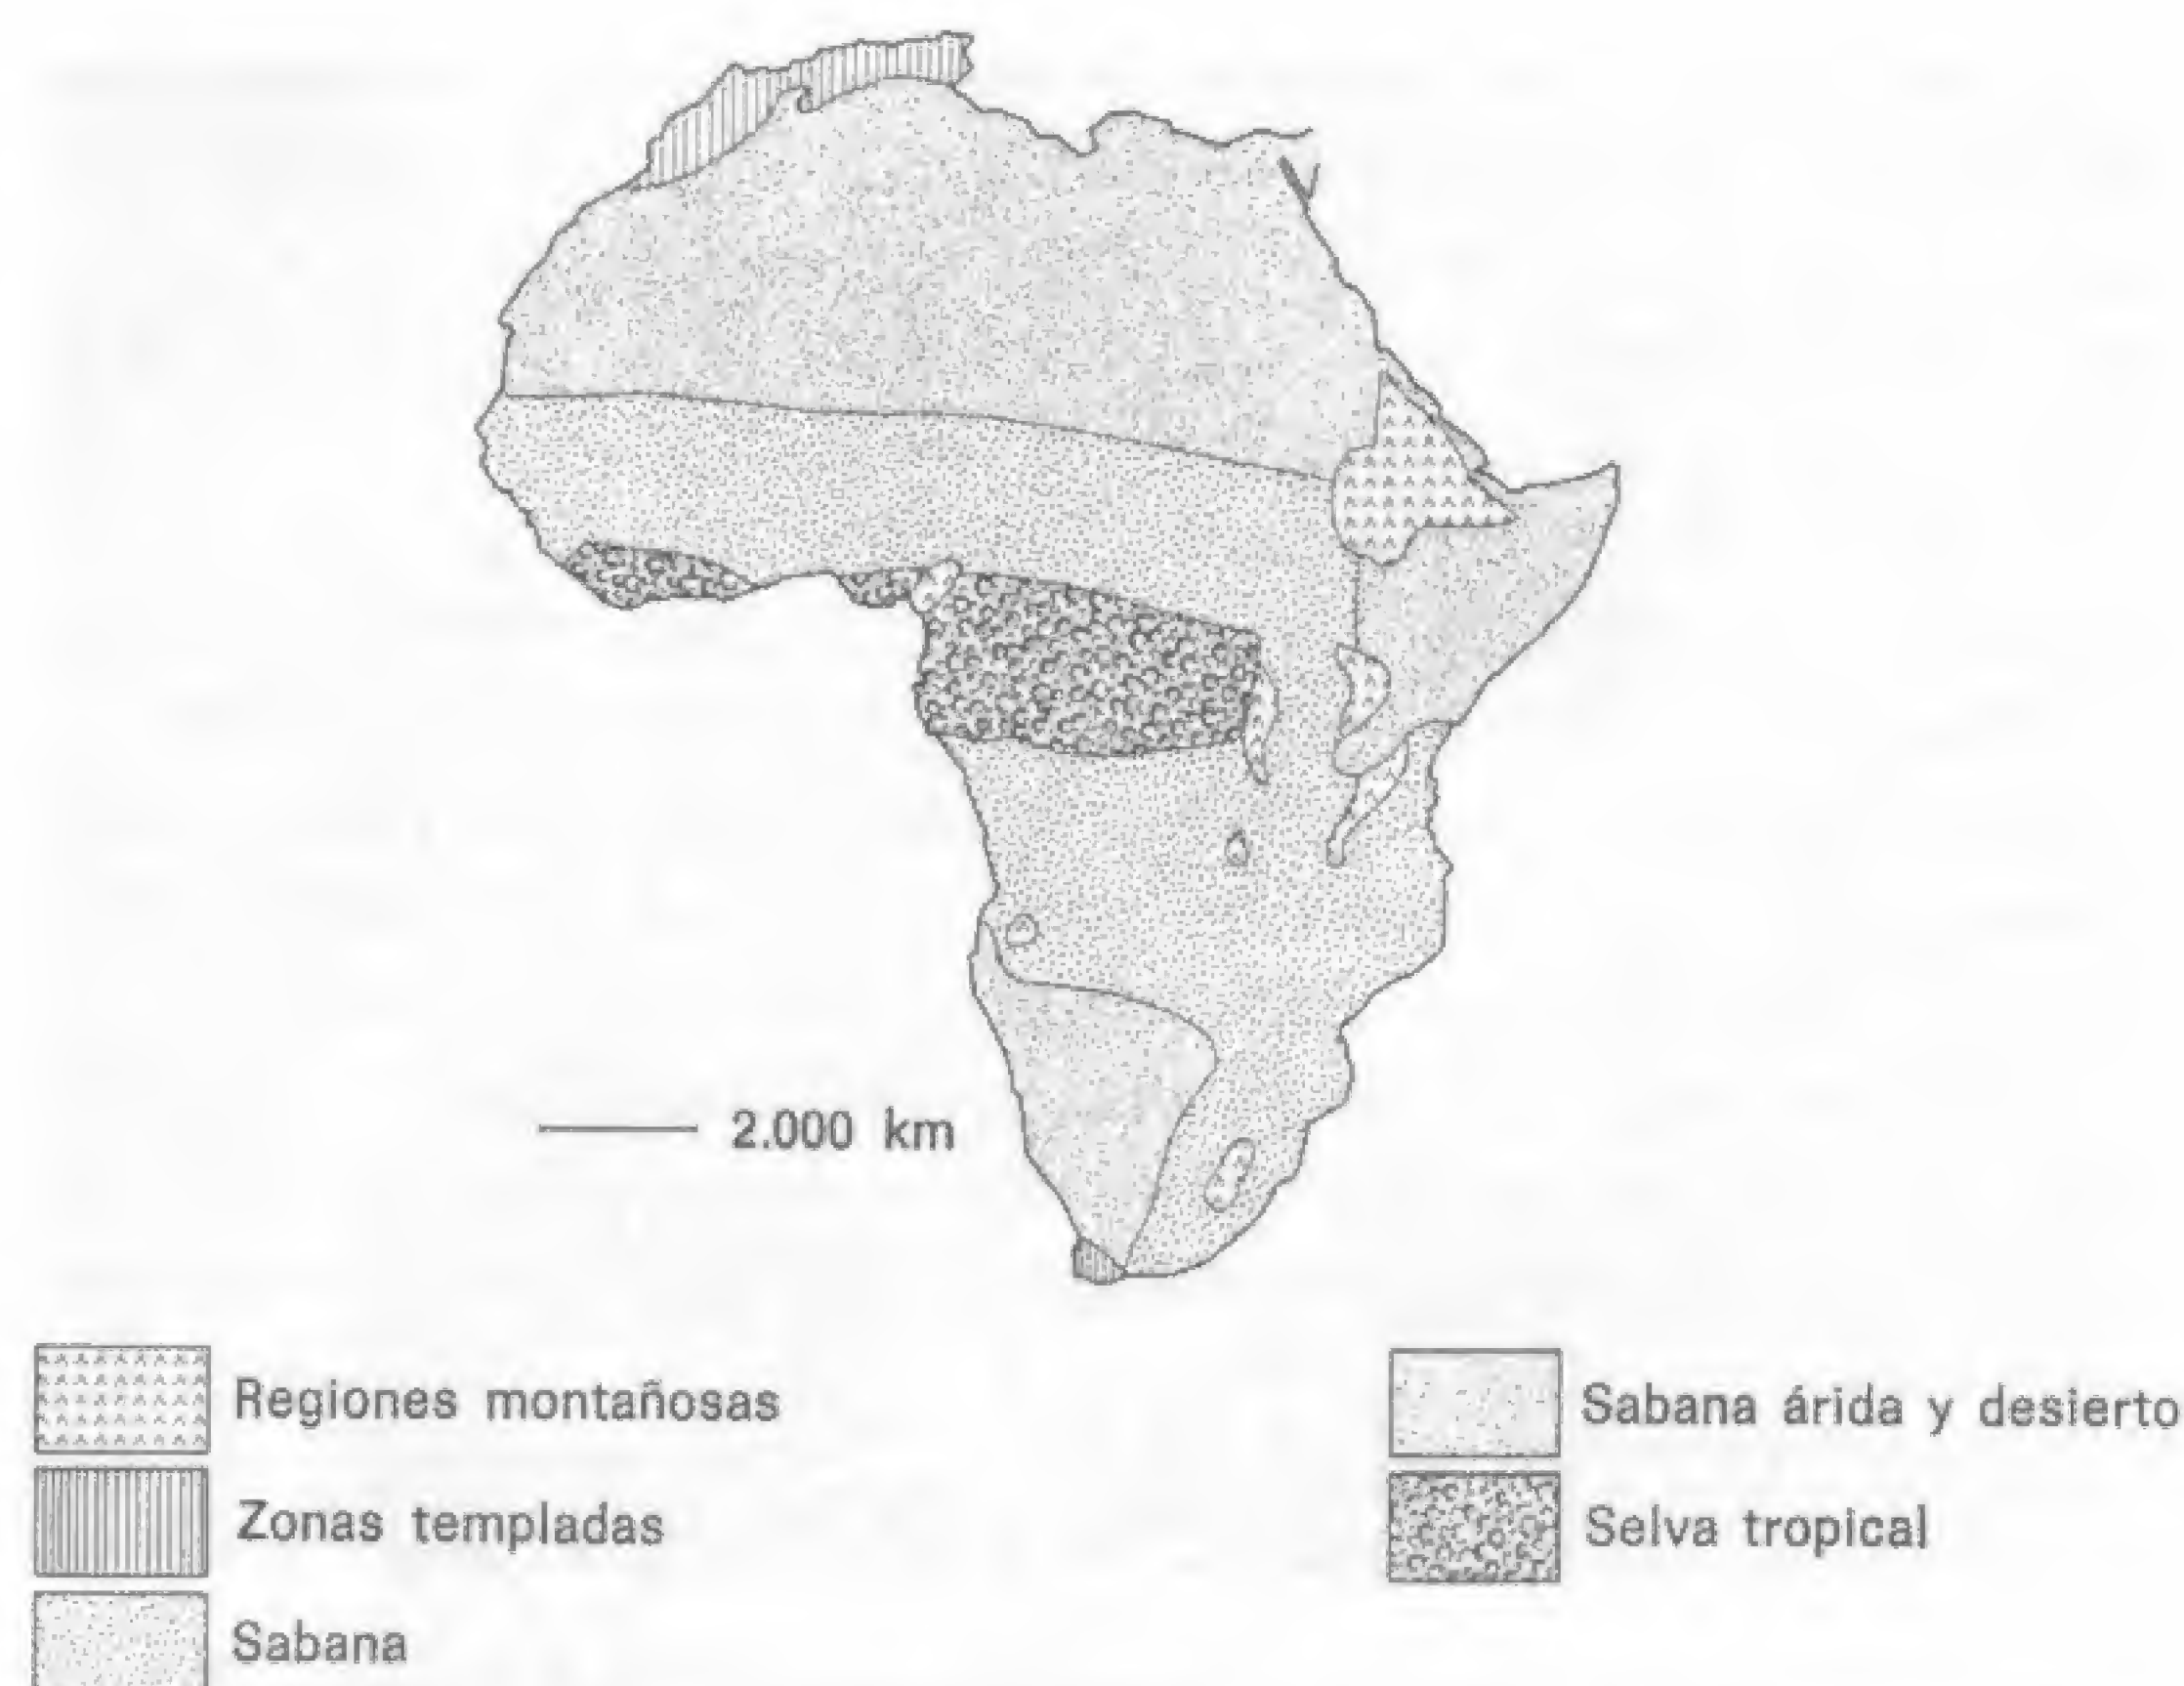 2.000 km
Regiones montañosas
Zonas templadas
Sabana
Sabana árida y desierto
Selva tropical